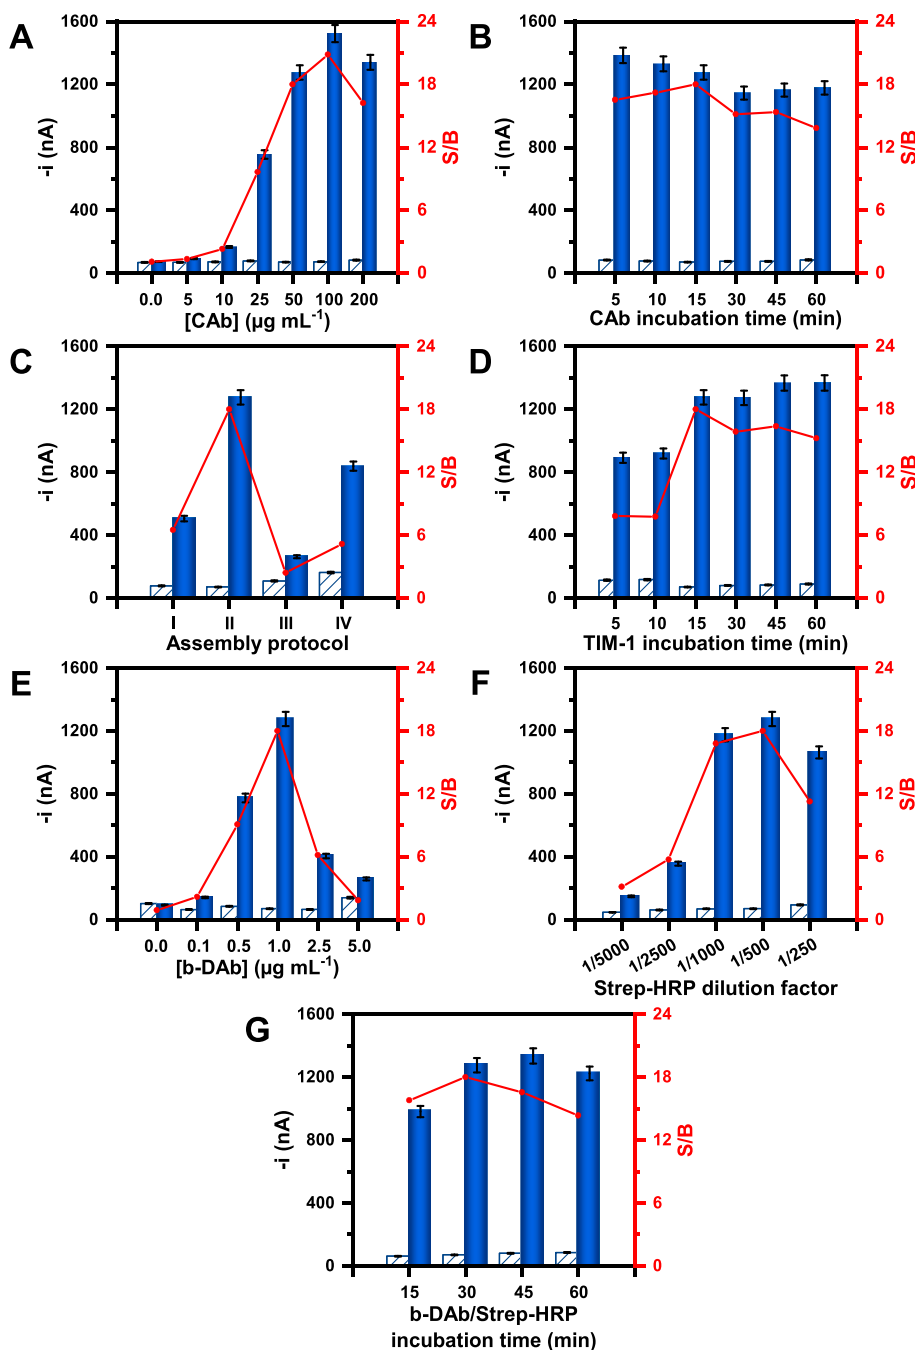 A
-i (nA)
1600
1200
800
400
0
24
18
12
6
0
S/B
0.0 5 10 25 50 100 200
[CAb] (µg mL⁻¹)
B
-i (nA)
1600
1200
800
400
0
24
18
12
6
0
S/B
5 10 15 30 45 60
CAb incubation time (min)
C
-i (nA)
1600
1200
800
400
0
24
18
12
6
0
S/B
I II III IV
Assembly protocol
D
-i (nA)
1600
1200
800
400
0
24
18
12
6
0
S/B
5 10 15 30 45 60
TIM-1 incubation time (min)
E
-i (nA)
1600
1200
800
400
0
24
18
12
6
0
S/B
0.0 0.1 0.5 1.0 2.5 5.0
[b-DAb] (µg mL⁻¹)
F
-i (nA)
1600
1200
800
400
0
24
18
12
6
0
S/B
1/5000 1/2500 1/1000 1/500 1/250
Strep-HRP dilution factor
G
-i (nA)
1600
1200
800
400
0
24
18
12
6
0
S/B
15 30 45 60
b-DAb/Strep-HRP
incubation time (min)